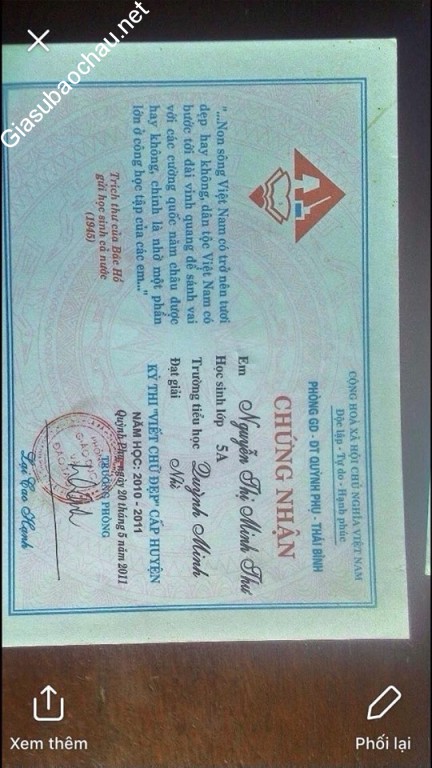 Giasubaochau.net
"...Non sông Việt Nam có trở nên tươi
đẹp hay không, dân tộc Việt Nam có
bước tới đài vinh quang để sánh vai
với các cường quốc năm châu được
hay không, chính là nhờ một phần
lớn ở công học tập của các em..."
Trích thư của Bác Hồ
gửi học sinh cả nước
(1945)
CỘNG HOÀ XÃ HỘI CHỦ NGHĨA VIỆT NAM
Độc lập - Tự do - Hạnh phúc
PHÒNG GD - ĐT QUỲNH PHỤ - THÁI BÌNH
CHỨNG NHẬN
Em Nguyễn Thị Minh Thư
Học sinh lớp 5A
Trường tiểu học Quỳnh Minh
Đạt giải Nhì
KỲ THI "VIẾT CHỮ ĐẸP" CẤP HUYỆN
NĂM HỌC: 2010 - 2011
Quỳnh Phụ, ngày 20 tháng 5 năm 2011
TRƯỞNG PHÒNG
Lại Cao Hạnh
Xem thêm
Phối lại